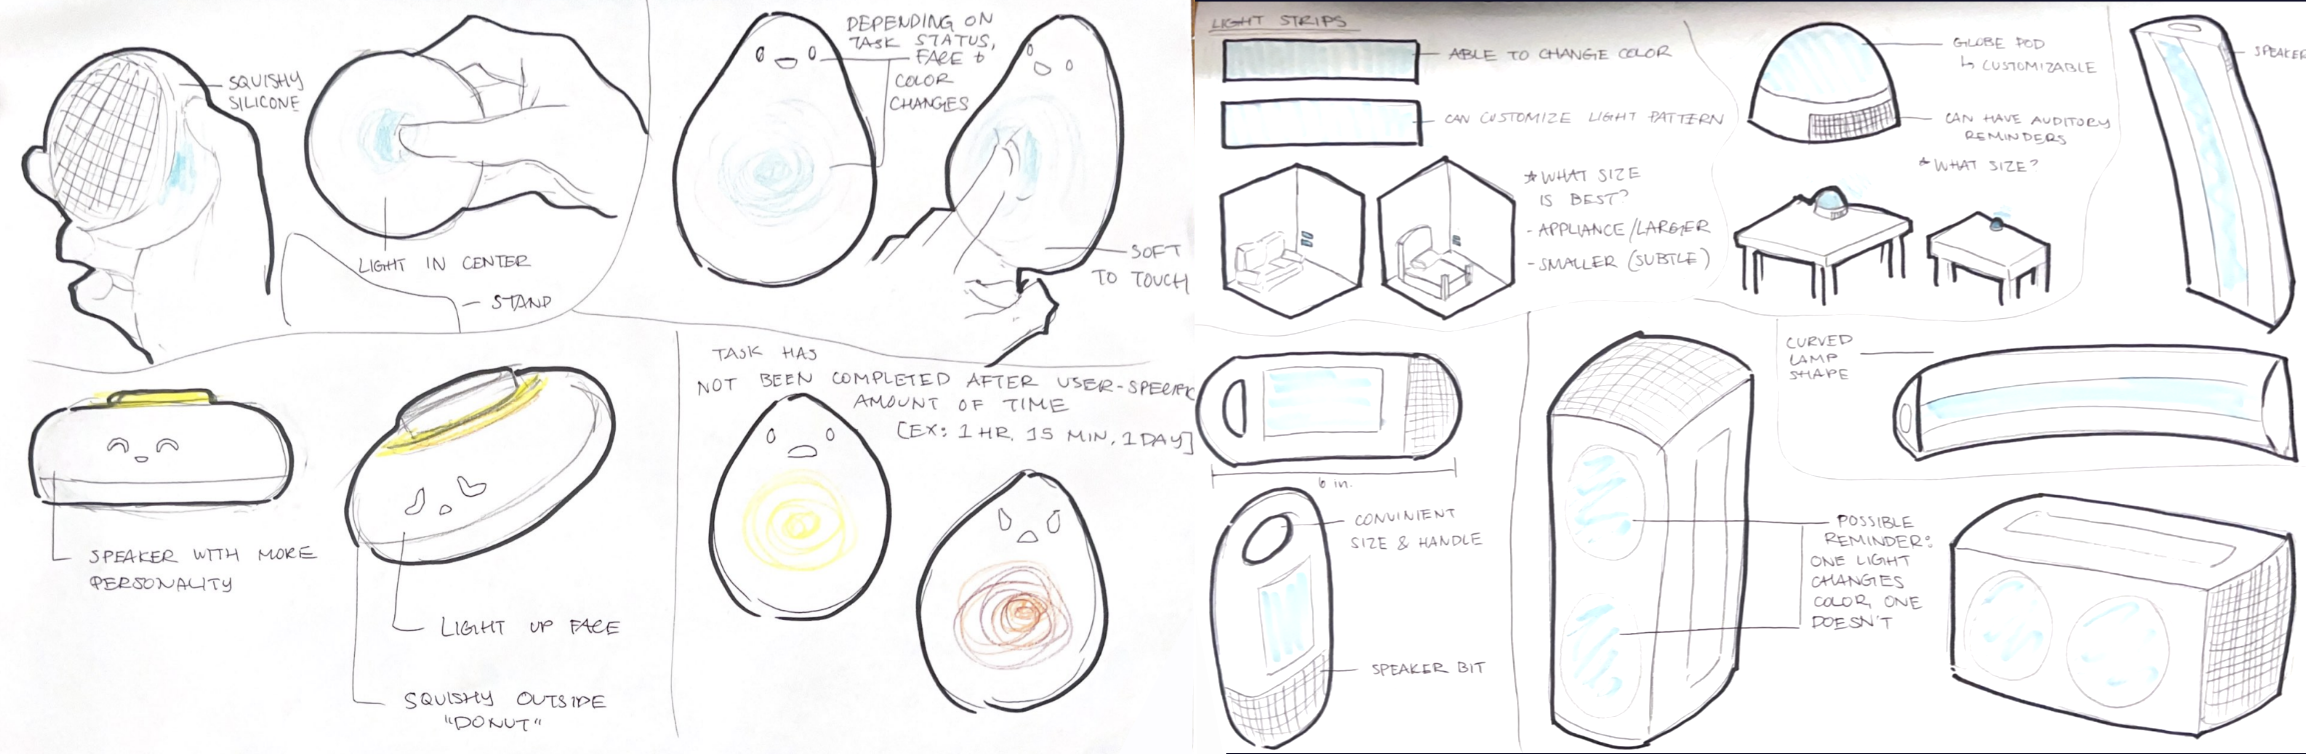 SQUISHY
SILICONE
LIGHT IN CENTER
STAND
DEPENDING ON
TASK STATUS,
FACE &
COLOR
CHANGES
SOFT
TO TOUCH
SPEAKER WITH MORE
PERSONALITY
LIGHT UP FACE
SQUISHY OUTSIDE
"DONUT"
TASK HAS
NOT BEEN COMPLETED AFTER USER-SPECIFIC
AMOUNT OF TIME
[EX: 1 HR, 15 MIN, 1 DAY]
LIGHT STRIPS
ABLE TO CHANGE COLOR
CAN CUSTOMIZE LIGHT PATTERN
* WHAT SIZE
IS BEST?
- APPLIANCE/LARGER
- SMALLER (SUBTLE)
GLOBE POD
↳ CUSTOMIZABLE
CAN HAVE AUDITORY
REMINDERS
* WHAT SIZE?
SPEAKER
6 in.
CONVINIENT
SIZE & HANDLE
SPEAKER BIT
CURVED
LAMP
SHAPE
POSSIBLE
REMINDER:
ONE LIGHT
CHANGES
COLOR, ONE
DOESN'T